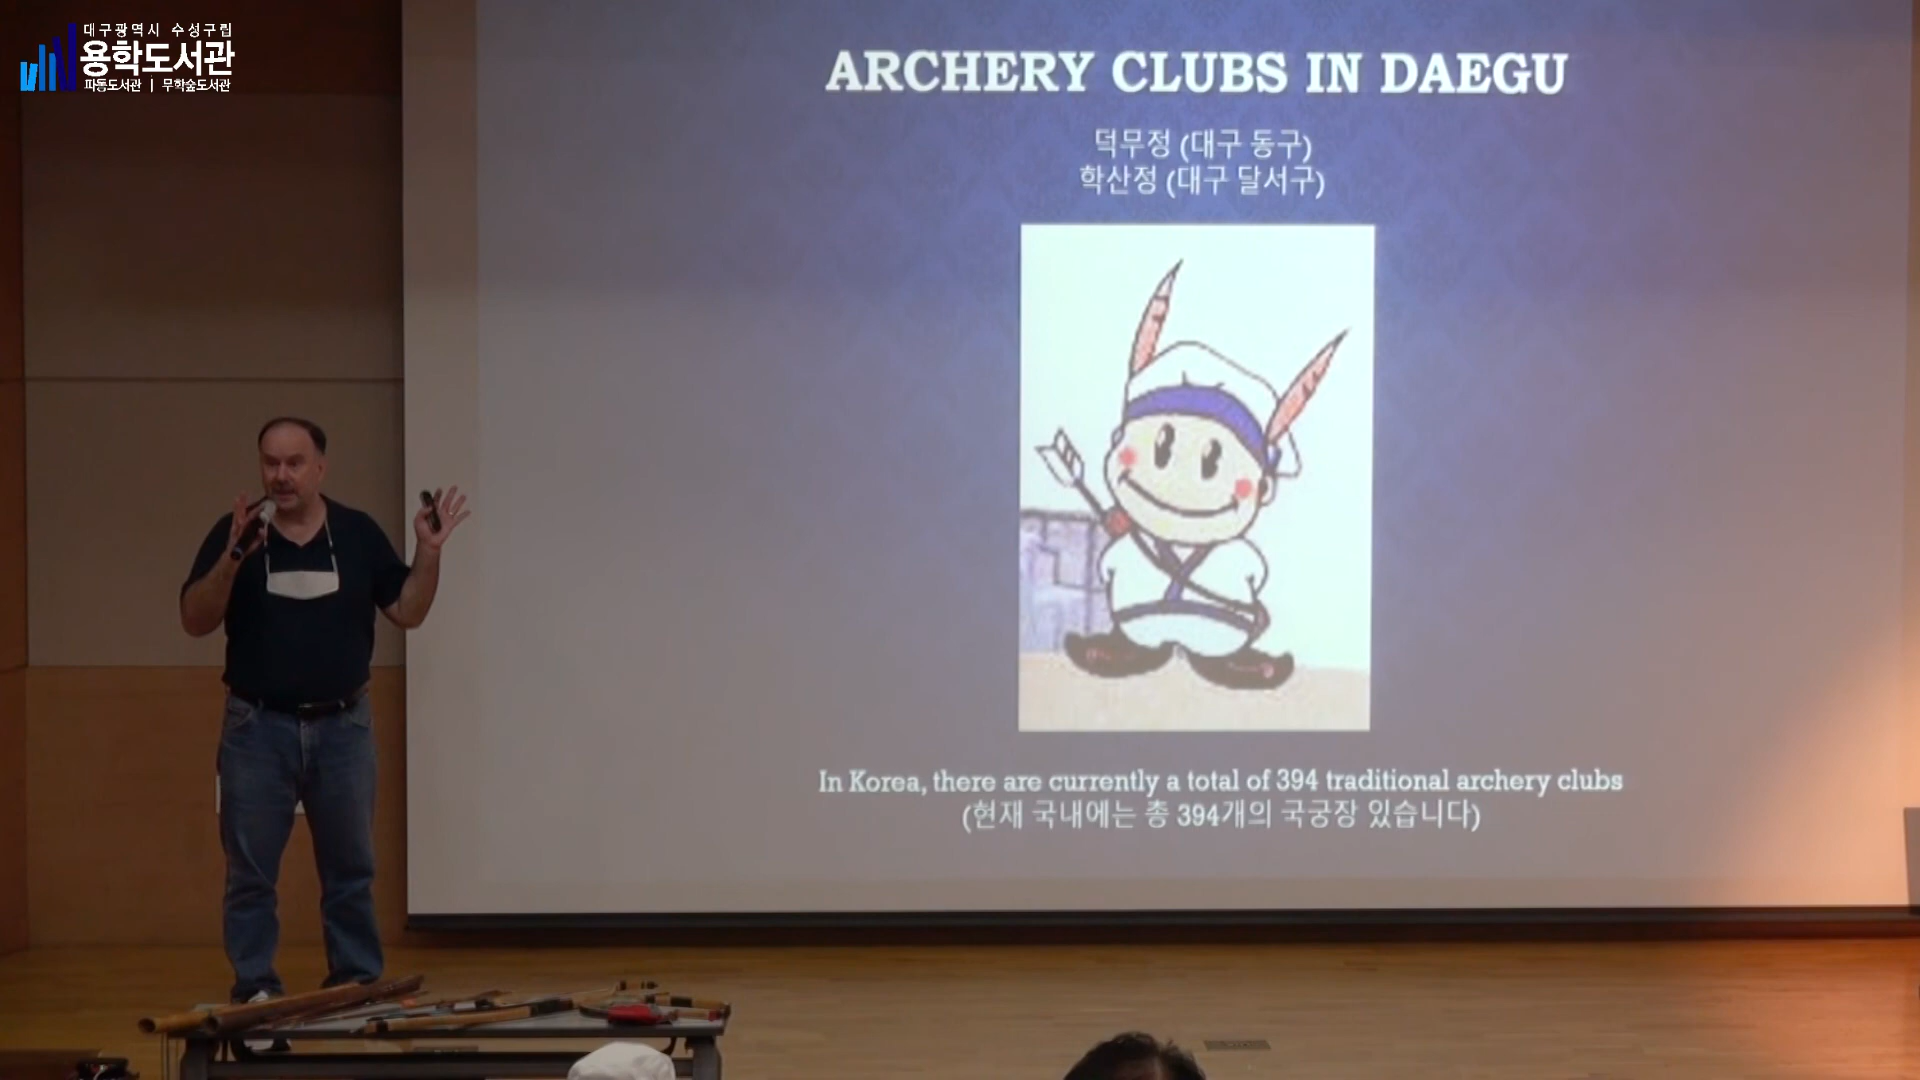 대구광역시 수성구립
용학도서관
파동도서관 | 무학숲도서관
ARCHERY CLUBS IN DAEGU
덕무정 (대구 동구)
학산정 (대구 달서구)
In Korea, there are currently a total of 394 traditional archery clubs
(현재 국내에는 총 394개의 국궁장 있습니다)